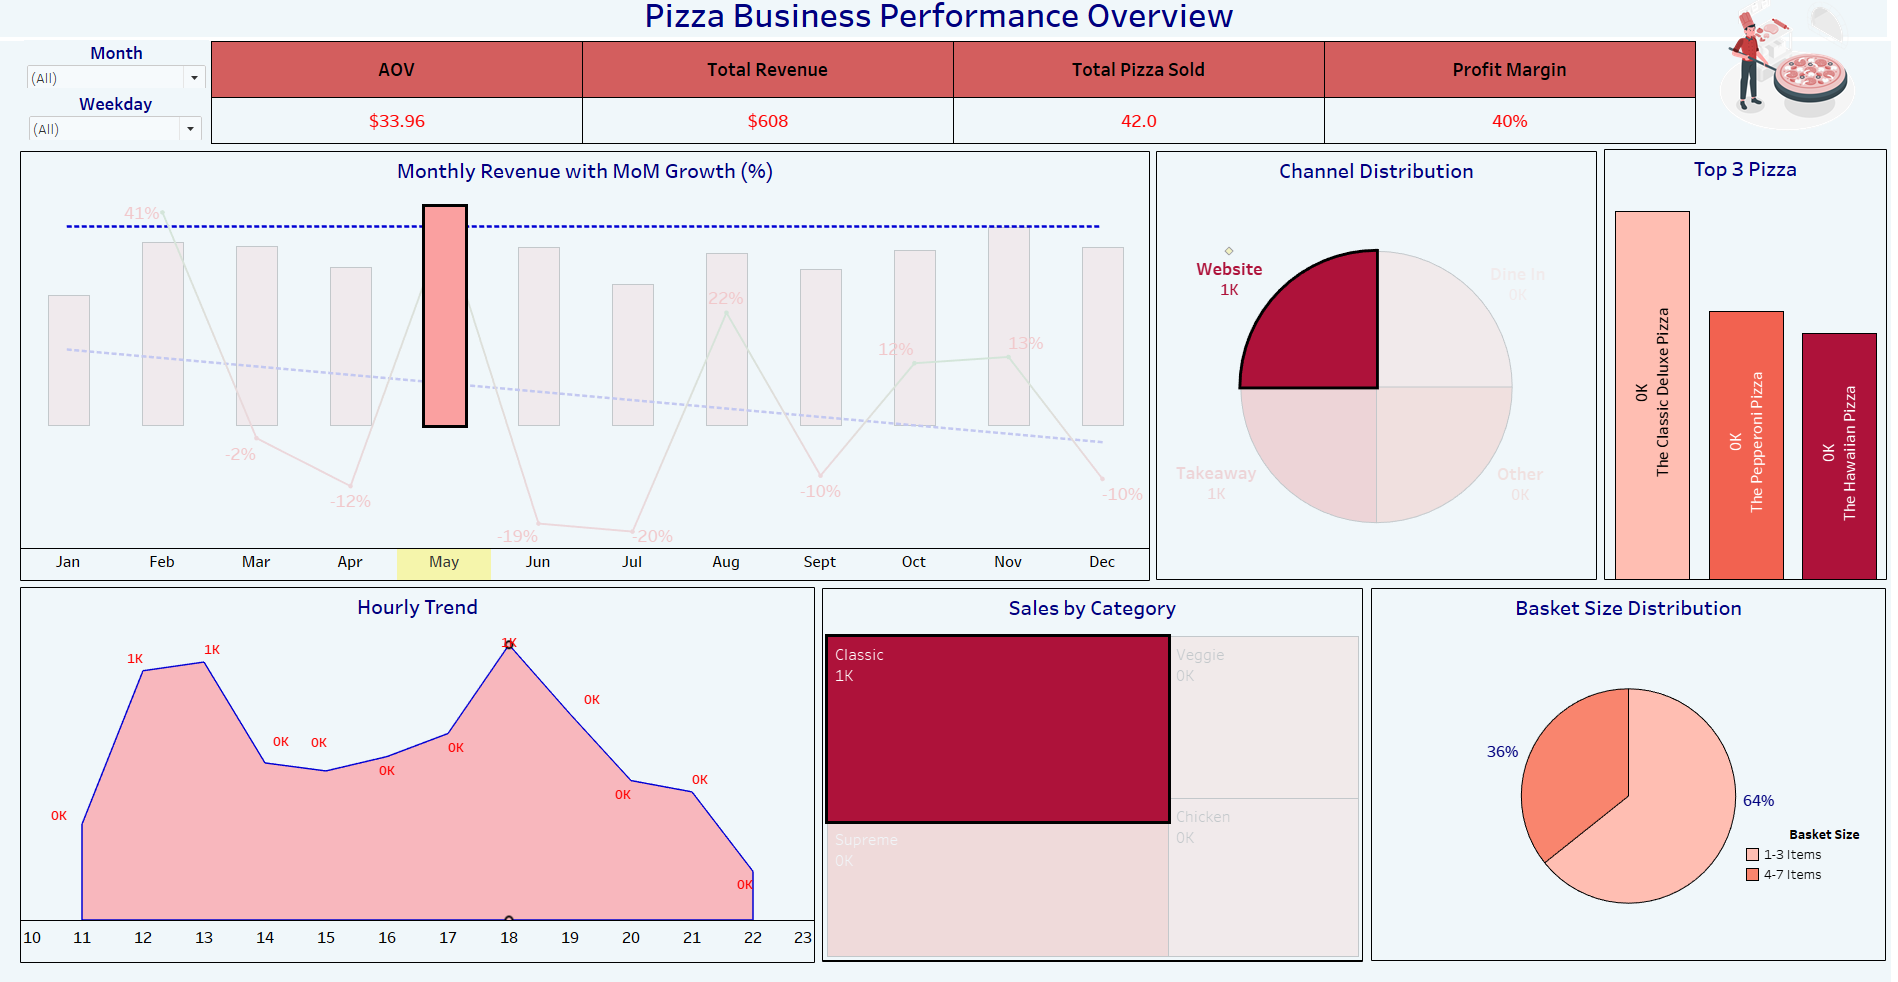 Pizza Business Performance Overview
Month
(All)
Weekday
(All)
AOV
Total Revenue
Total Pizza Sold
Profit Margin
$33.96
$608
42.0
40%
Monthly Revenue with MoM Growth (%)
41%
-2%
-12%
-19%
-20%
22%
-10%
12%
13%
-10%
Jan
Feb
Mar
Apr
May
Jun
Jul
Aug
Sept
Oct
Nov
Dec
Channel Distribution
Website
1K
Dine In
0K
Takeaway
1K
Other
0K
Top 3 Pizza
0K
The Classic Deluxe Pizza
0K
The Pepperoni Pizza
0K
The Hawaiian Pizza
Hourly Trend
0K
1K
1K
0K
0K
0K
0K
1K
0K
0K
0K
0K
10
11
12
13
14
15
16
17
18
19
20
21
22
23
Sales by Category
Classic
1K
Veggie
0K
Supreme
0K
Chicken
0K
Basket Size Distribution
36%
64%
Basket Size
1-3 Items
4-7 Items